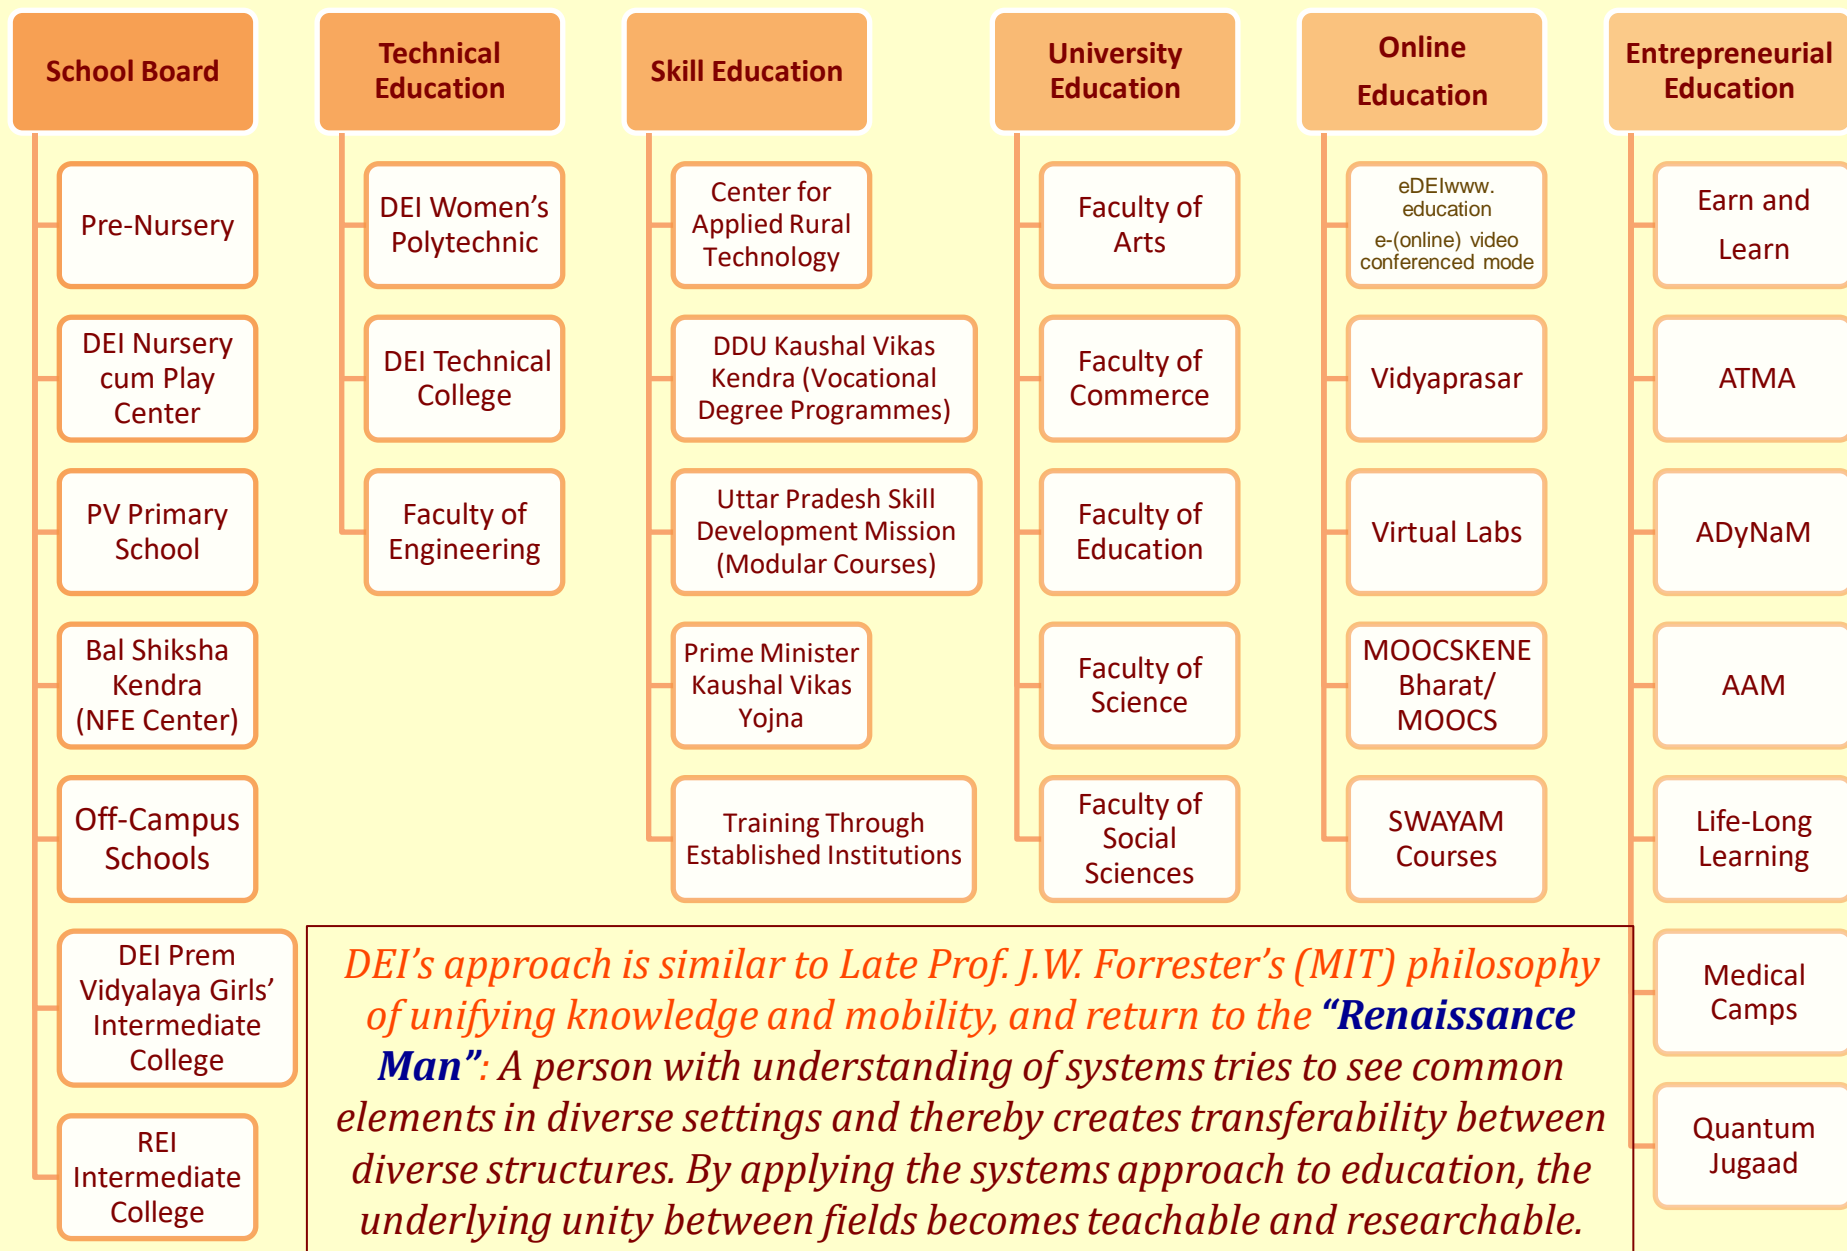 School Board
Pre-Nursery
DEI Nursery
cum Play
Center
PV Primary
School
Bal Shiksha
Kendra
(NFE Center)
Off-Campus
Schools
DEI Prem
Vidyalaya Girls’
Intermediate
College
REI
Intermediate
College
Technical
Education
DEI Women’s
Polytechnic
DEI Technical
College
Faculty of
Engineering
Skill Education
Center for
Applied Rural
Technology
DDU Kaushal Vikas
Kendra (Vocational
Degree Programmes)
Uttar Pradesh Skill
Development Mission
(Modular Courses)
Prime Minister
Kaushal Vikas
Yojna
Training Through
Established Institutions
University
Education
Faculty of
Arts
Faculty of
Commerce
Faculty of
Education
Faculty of
Science
Faculty of
Social
Sciences
Online
Education
eDEIwww.
education
e-(online) video
conferenced mode
Vidyaprasar
Virtual Labs
MOOCSKENE
Bharat/
MOOCS
SWAYAM
Courses
Entrepreneurial
Education
Earn and
Learn
ATMA
ADyNaM
AAM
Life-Long
Learning
Medical
Camps
Quantum
Jugaad
DEI’s approach is similar to Late Prof. J.W. Forrester’s (MIT) philosophy
of unifying knowledge and mobility, and return to the “Renaissance
Man”: A person with understanding of systems tries to see common
elements in diverse settings and thereby creates transferability between
diverse structures. By applying the systems approach to education, the
underlying unity between fields becomes teachable and researchable.